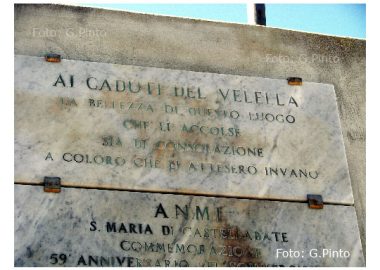 Foto: G.Pinto
Foto: G.Pinto
AI CADUTI DEL VELELLA
LA BELLEZZA DI QUESTO LUOGO
CHE LI ACCOLSE
SIA DI CONSOLAZIONE
A COLORO CHE LI ATTESERO INVANO
ANMI
S. MARIA DI CASTELLABATE
COMMEMORAZIONE
59° ANNIVERSARIO
Foto: G.Pinto